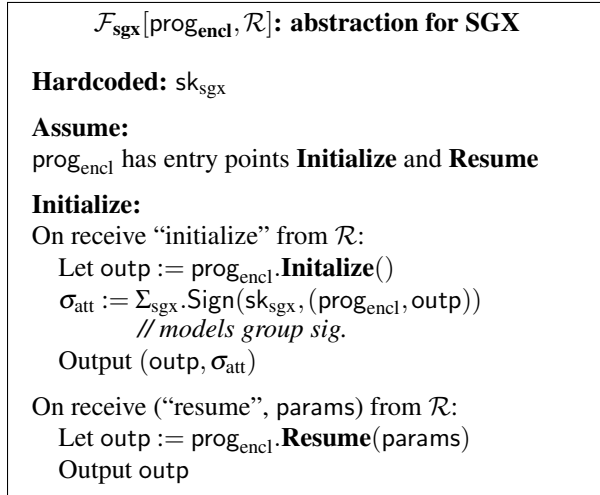 𝓕sgx[prog_encl, 𝓡]: abstraction for SGX
Hardcoded: sk_sgx
Assume:
prog_encl has entry points Initialize and Resume
Initialize:
On receive “initialize” from 𝓡:
Let outp := prog_encl.Initalize()
σ_att := Σ_sgx.Sign(sk_sgx, (prog_encl, outp))
// models group sig.
Output (outp, σ_att)
On receive (“resume”, params) from 𝓡:
Let outp := prog_encl.Resume(params)
Output outp